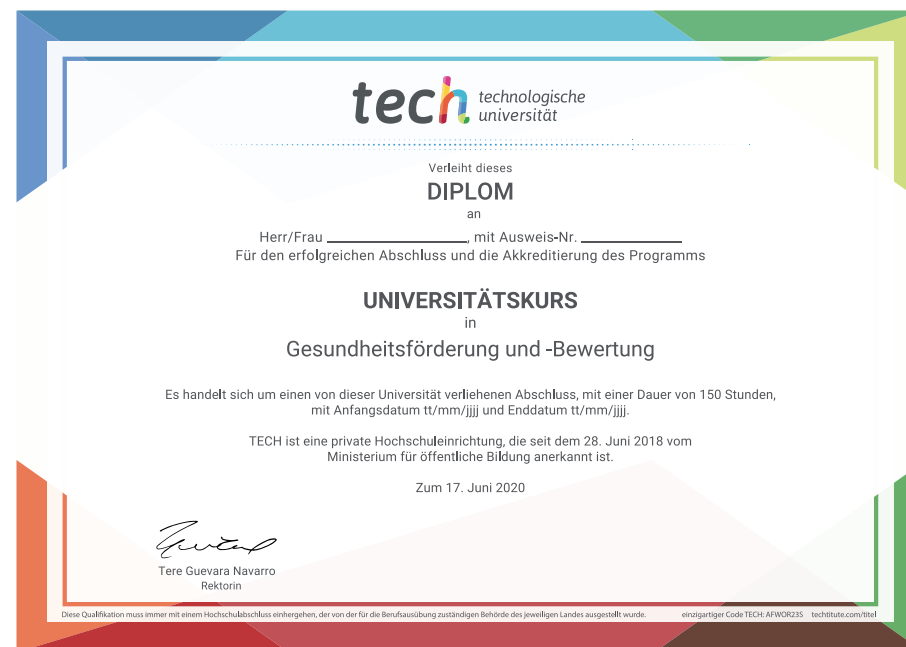 tech technologische
universität
Verleiht dieses
DIPLOM
an
Herr/Frau ____________, mit Ausweis-Nr. ____________
Für den erfolgreichen Abschluss und die Akkreditierung des Programms
UNIVERSITÄTSKURS
in
Gesundheitsförderung und -Bewertung
Es handelt sich um einen von dieser Universität verliehenen Abschluss, mit einer Dauer von 150 Stunden,
mit Anfangsdatum tt/mm/jjjj und Enddatum tt/mm/jjjj.
TECH ist eine private Hochschuleinrichtung, die seit dem 28. Juni 2018 vom
Ministerium für öffentliche Bildung anerkannt ist.
Zum 17. Juni 2020
Tere Guevara Navarro
Rektorin
Diese Qualifikation muss immer mit einem Hochschulabschluss einhergehen, der von der für die Berufsausübung zuständigen Behörde des jeweiligen Landes ausgestellt wurde. einzigartiger Code TECH: AFWOR23S techtitute.com/titel